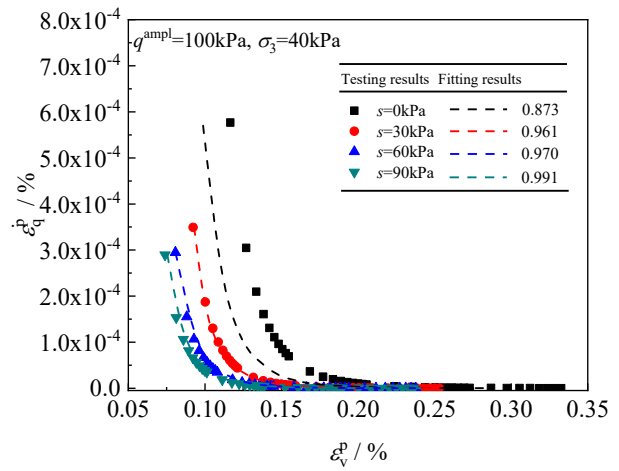 8.0x10⁻⁴
7.0x10⁻⁴
6.0x10⁻⁴
5.0x10⁻⁴
4.0x10⁻⁴
3.0x10⁻⁴
2.0x10⁻⁴
1.0x10⁻⁴
0.0
ε̇qᵖ / %
qᵃᵐᵖˡ=100kPa, σ₃=40kPa
Testing results Fitting results
s=0kPa 0.873
s=30kPa 0.961
s=60kPa 0.970
s=90kPa 0.991
0.05 0.10 0.15 0.20 0.25 0.30 0.35
εᵥᵖ / %